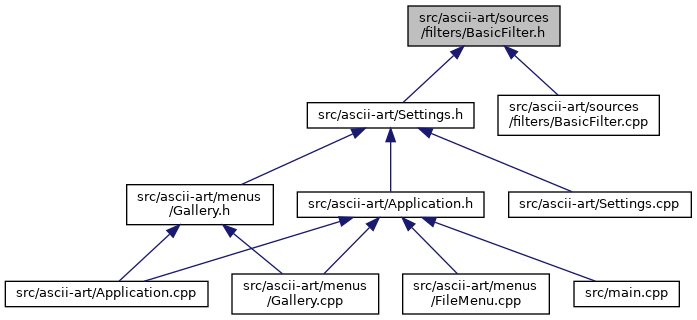 src/ascii-art/sources
/filters/BasicFilter.h
src/ascii-art/Settings.h
src/ascii-art/sources
/filters/BasicFilter.cpp
src/ascii-art/menus
/Gallery.h
src/ascii-art/Application.h
src/ascii-art/Settings.cpp
src/ascii-art/Application.cpp
src/ascii-art/menus
/Gallery.cpp
src/ascii-art/menus
/FileMenu.cpp
src/main.cpp